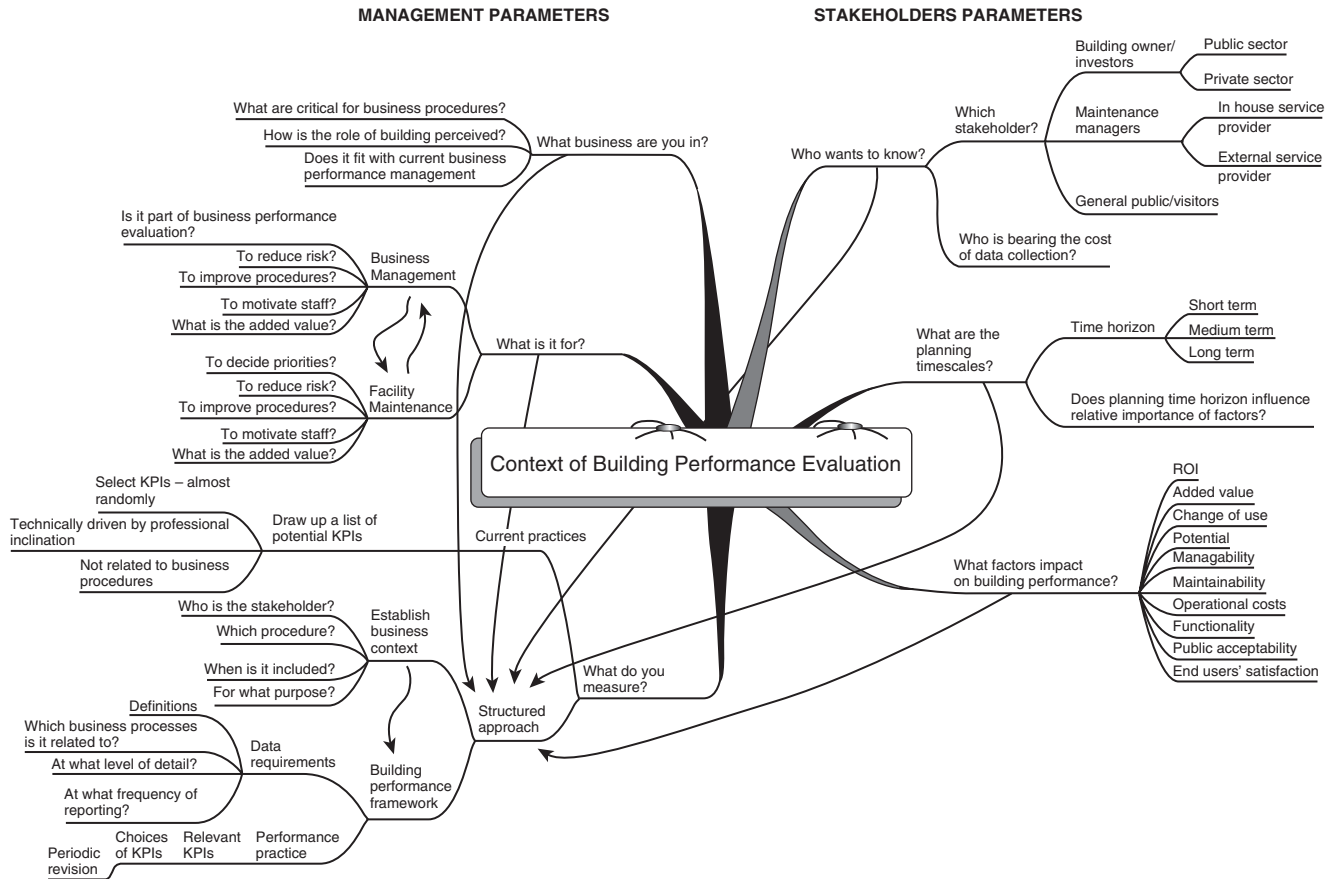 MANAGEMENT PARAMETERS
STAKEHOLDERS PARAMETERS
What are critical for business procedures?
How is the role of building perceived?
Does it fit with current business
performance management
What business are you in?
Is it part of business performance
evaluation?
To reduce risk?
To improve procedures?
To motivate staff?
What is the added value?
Business
Management
What is it for?
To decide priorities?
To reduce risk?
To improve procedures?
To motivate staff?
What is the added value?
Facility
Maintenance
Context of Building Performance Evaluation
Select KPIs – almost
randomly
Technically driven by professional
inclination
Not related to business
procedures
Draw up a list of
potential KPIs
Current practices
Who is the stakeholder?
Which procedure?
When is it included?
For what purpose?
Establish
business
context
What do you
measure?
Structured
approach
Definitions
Which business processes
is it related to?
At what level of detail?
At what frequency of
reporting?
Data
requirements
Building
performance
framework
Periodic
revision
Choices
of KPIs
Relevant
KPIs
Performance
practice
Who wants to know?
Which
stakeholder?
Building owner/
investors
Public sector
Private sector
Maintenance
managers
In house service
provider
External service
provider
General public/visitors
Who is bearing the cost
of data collection?
What are the
planning
timescales?
Time horizon
Short term
Medium term
Long term
Does planning time horizon influence
relative importance of factors?
What factors impact
on building performance?
ROI
Added value
Change of use
Potential
Managability
Maintainability
Operational costs
Functionality
Public acceptability
End users' satisfaction